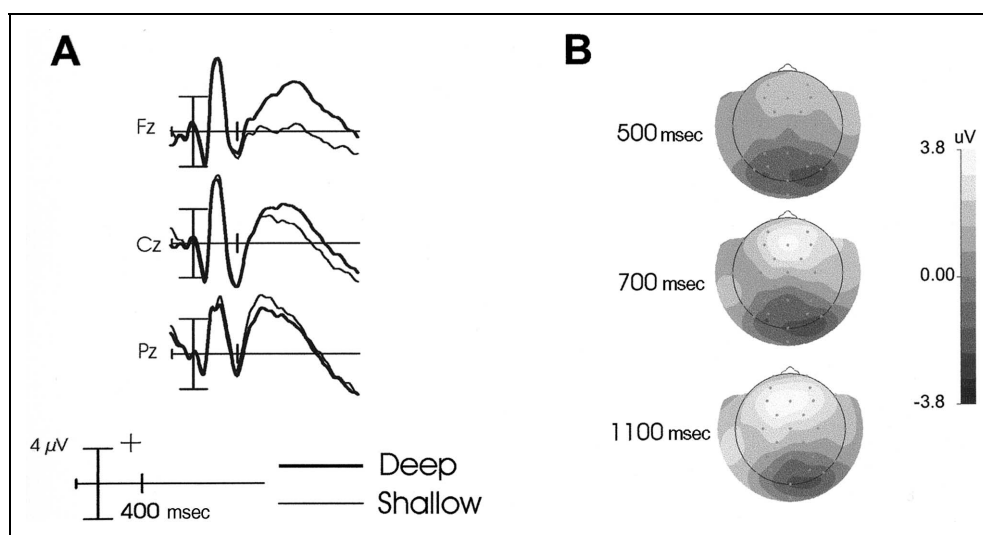 A
Fz
Cz
Pz
4 µV
+
400 msec
Deep
Shallow
B
500 msec
700 msec
1100 msec
uV
3.8
0.00
-3.8